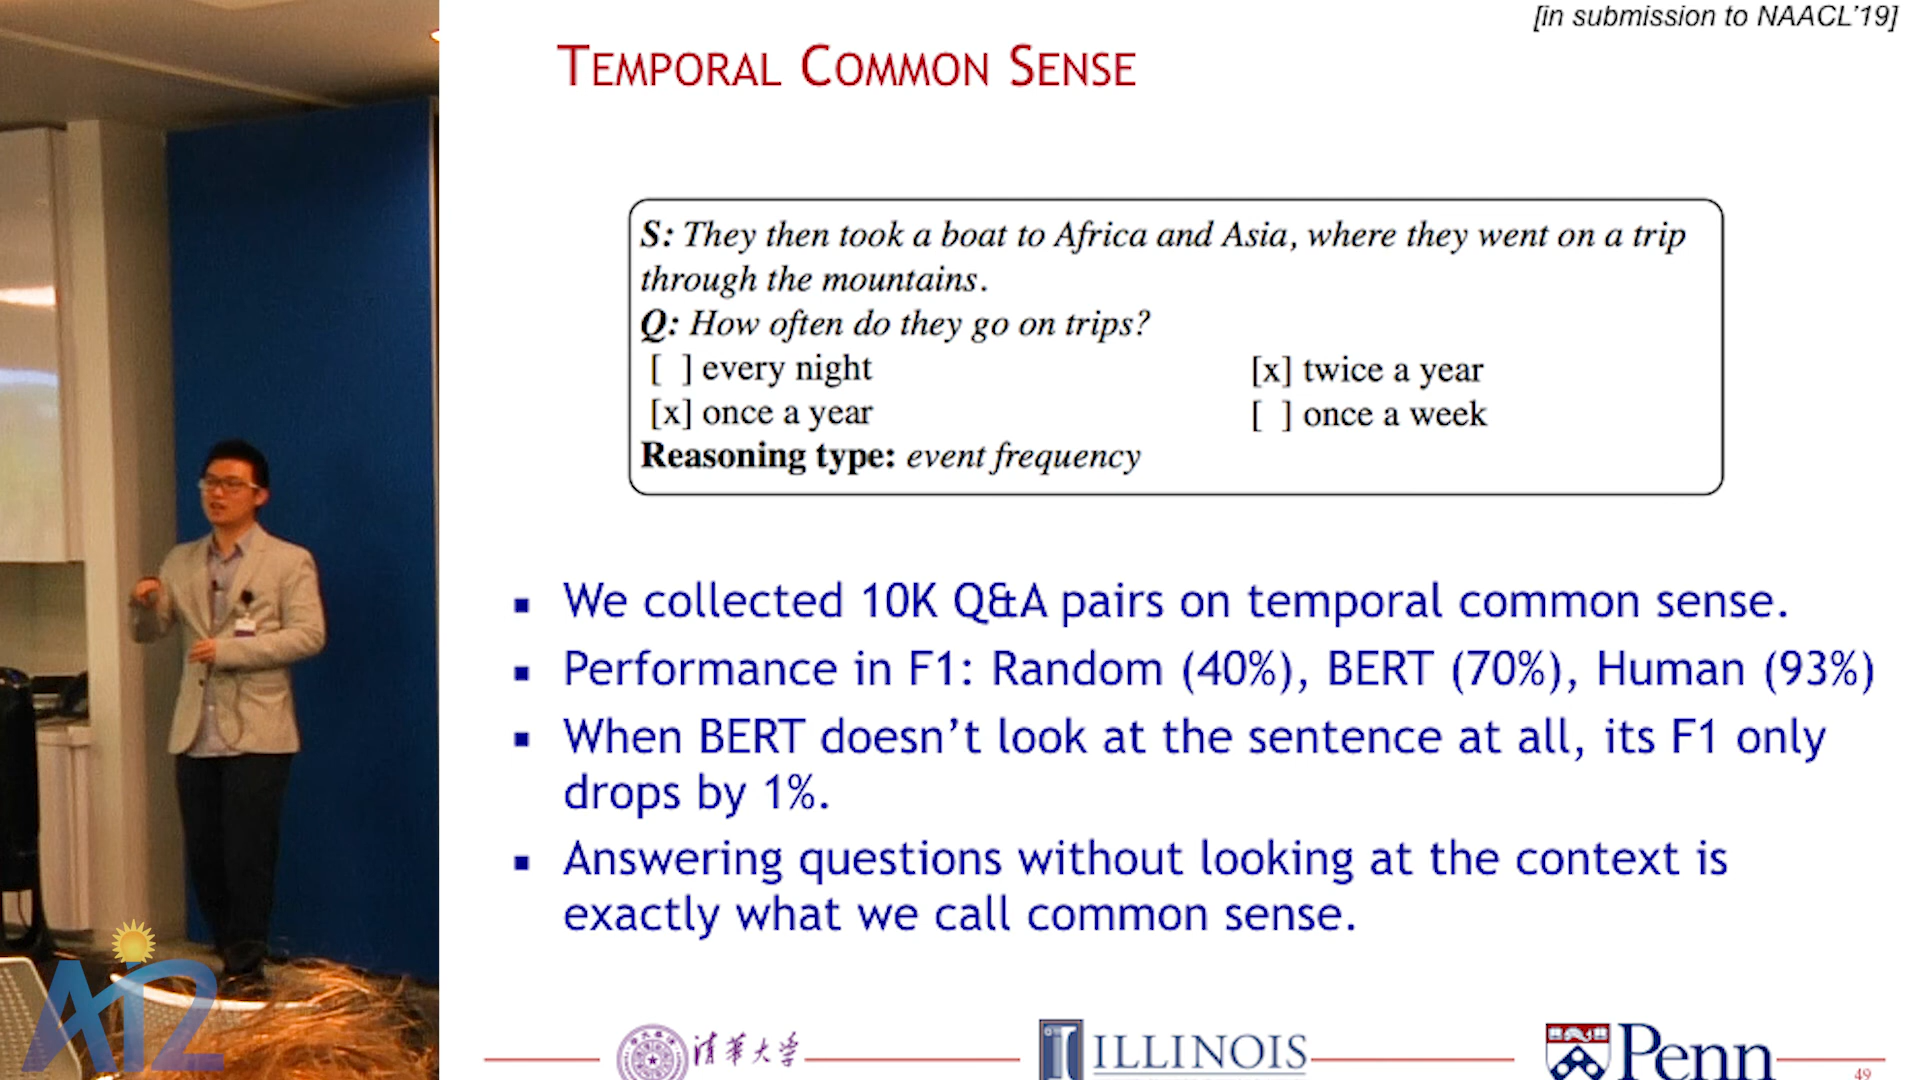 [in submission to NAACL'19]
TEMPORAL COMMON SENSE
S: They then took a boat to Africa and Asia, where they went on a trip
through the mountains.
Q: How often do they go on trips?
[ ] every night [x] twice a year
[x] once a year [ ] once a week
Reasoning type: event frequency
▪ We collected 10K Q&A pairs on temporal common sense.
▪ Performance in F1: Random (40%), BERT (70%), Human (93%)
▪ When BERT doesn't look at the sentence at all, its F1 only
drops by 1%.
▪ Answering questions without looking at the context is
exactly what we call common sense.
AI2
清华大学
ILLINOIS
Penn
49